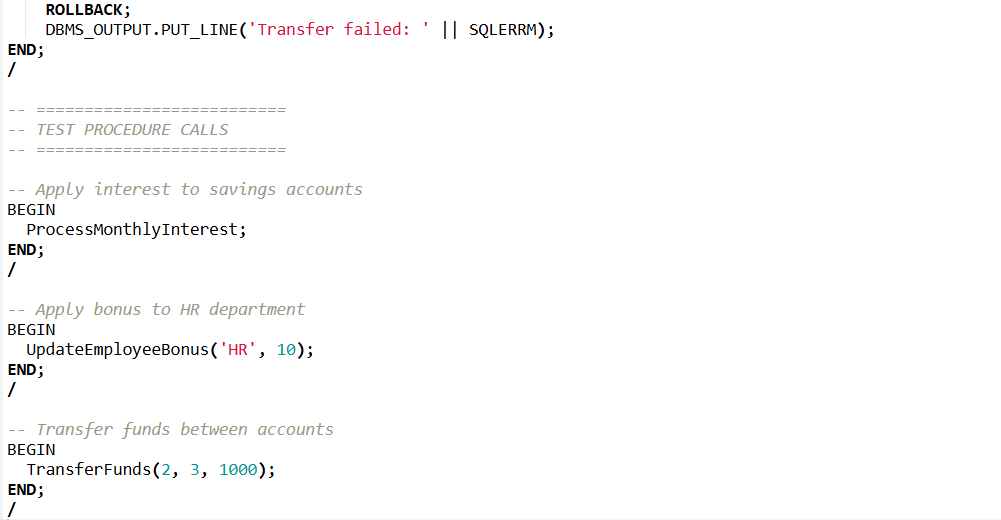 ROLLBACK;
DBMS_OUTPUT.PUT_LINE('Transfer failed: ' || SQLERRM);
END;
/
-- ==========================
-- TEST PROCEDURE CALLS
-- ==========================
-- Apply interest to savings accounts
BEGIN
ProcessMonthlyInterest;
END;
/
-- Apply bonus to HR department
BEGIN
UpdateEmployeeBonus('HR', 10);
END;
/
-- Transfer funds between accounts
BEGIN
TransferFunds(2, 3, 1000);
END;
/